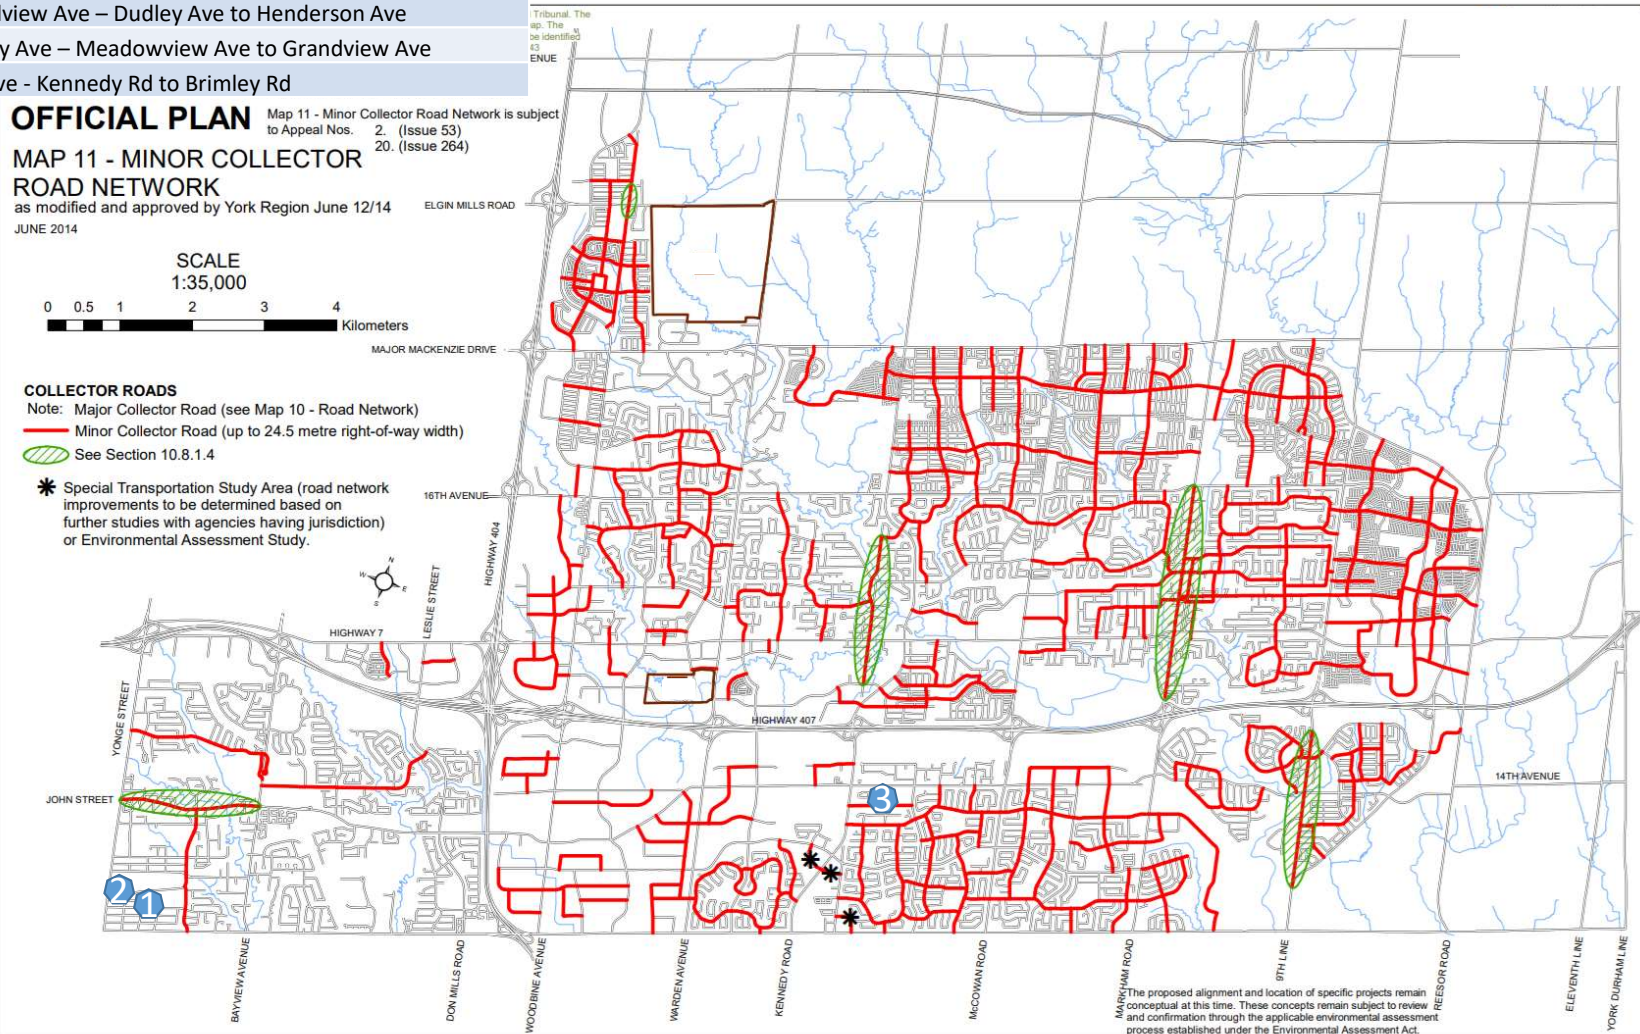 dview Ave – Dudley Ave to Henderson Ave
y Ave – Meadowview Ave to Grandview Ave
ve - Kennedy Rd to Brimley Rd
Tribunal. The
ap. The
be identified
43
ENUE
OFFICIAL PLAN
Map 11 - Minor Collector Road Network is subject
to Appeal Nos. 2. (Issue 53)
20. (Issue 264)
MAP 11 - MINOR COLLECTOR
ROAD NETWORK
as modified and approved by York Region June 12/14
JUNE 2014
SCALE
1:35,000
0 0.5 1 2 3 4
Kilometers
COLLECTOR ROADS
Note: Major Collector Road (see Map 10 - Road Network)
Minor Collector Road (up to 24.5 metre right-of-way width)
See Section 10.8.1.4
Special Transportation Study Area (road network
improvements to be determined based on
further studies with agencies having jurisdiction)
or Environmental Assessment Study.
N
W
E
S
ELGIN MILLS ROAD
MAJOR MACKENZIE DRIVE
16TH AVENUE
HIGHWAY 404
LESLIE STREET
HIGHWAY 7
YONGE STREET
HIGHWAY 407
14TH AVENUE
JOHN STREET
3
2
1
BAYVIEW AVENUE
DON MILLS ROAD
WOODBINE AVENUE
WARDEN AVENUE
KENNEDY ROAD
McCOWAN ROAD
MARKHAM ROAD
9TH LINE
REESOR ROAD
ELEVENTH LINE
YORK DURHAM LINE
The proposed alignment and location of specific projects remain
conceptual at this time. These concepts remain subject to review
and confirmation through the applicable environmental assessment
process established under the Environmental Assessment Act.